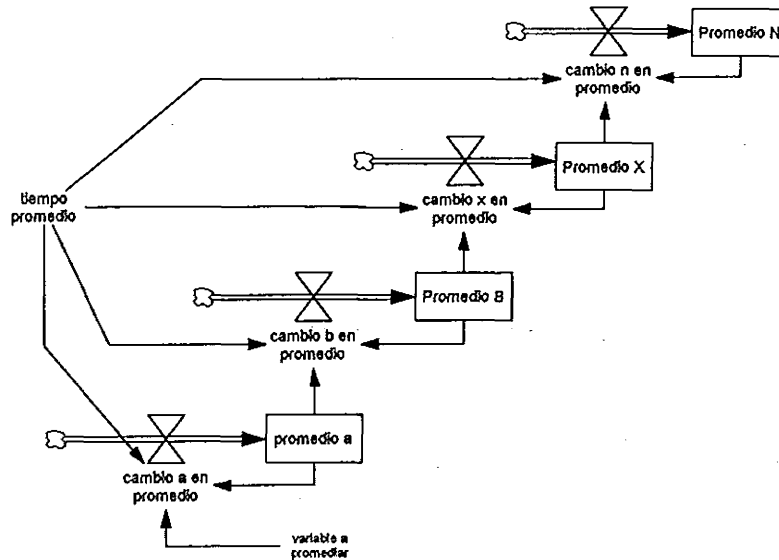 Promedio N
cambio n en
promedio
Promedio X
cambio x en
promedio
tiempo
promedio
Promedio B
cambio b en
promedio
promedio a
cambio a en
promedio
variable a
promediar